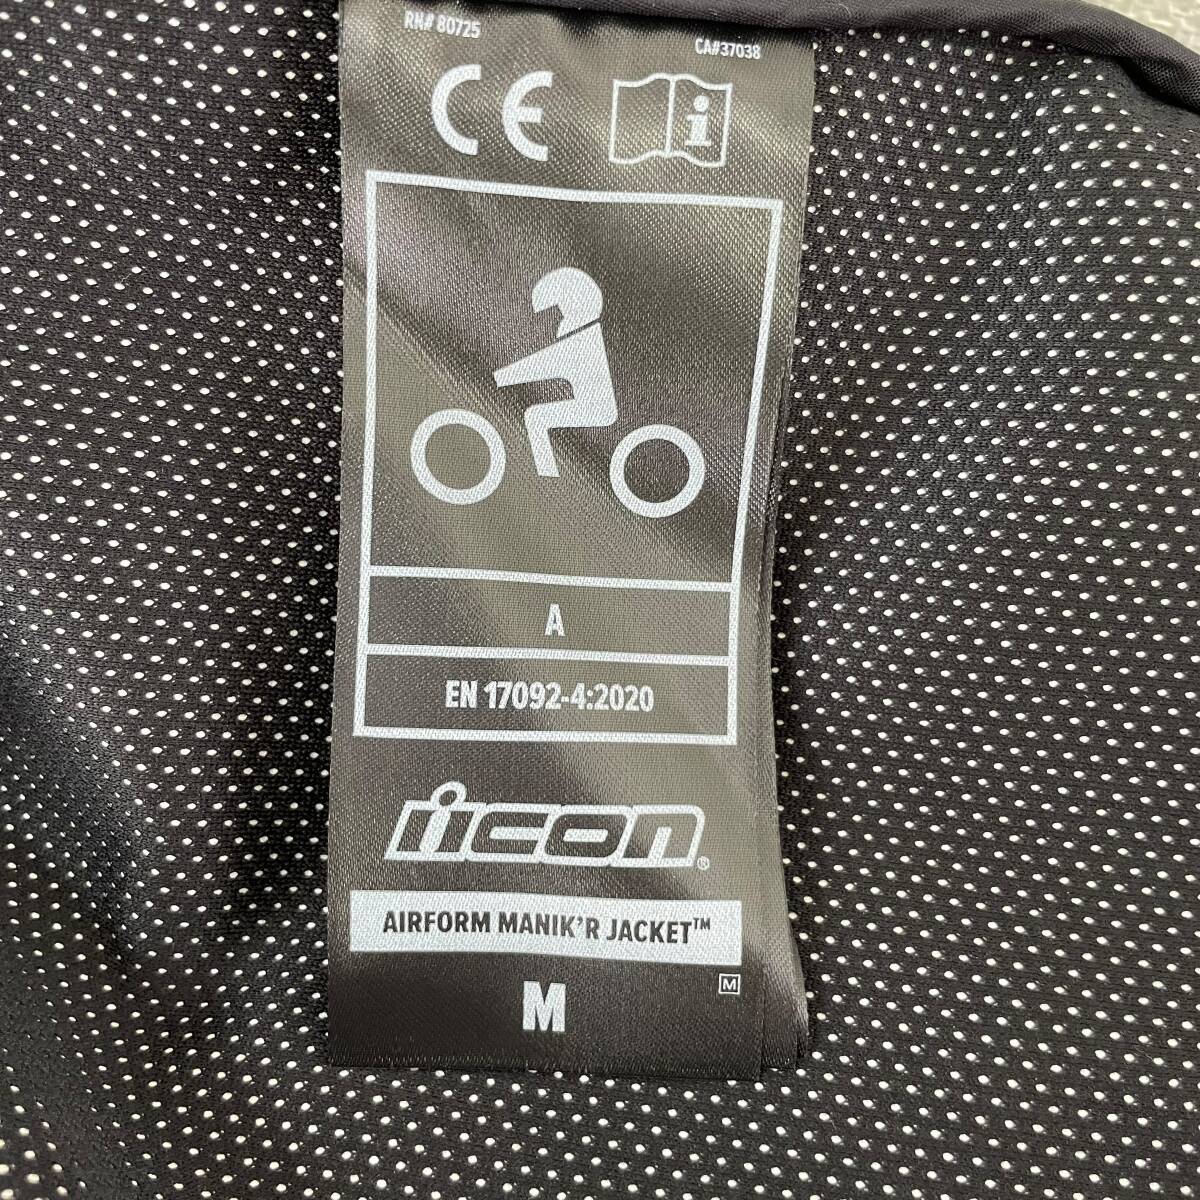 RN# 80725
CA#37038
CE
i
A
EN 17092-4:2020
icon®
AIRFORM MANIK'R JACKET™
M
M